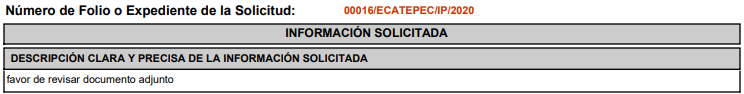 Número de Folio o Expediente de la Solicitud: 00016/ECATEPEC/IP/2020
INFORMACIÓN SOLICITADA
DESCRIPCIÓN CLARA Y PRECISA DE LA INFORMACIÓN SOLICITADA
favor de revisar documento adjunto